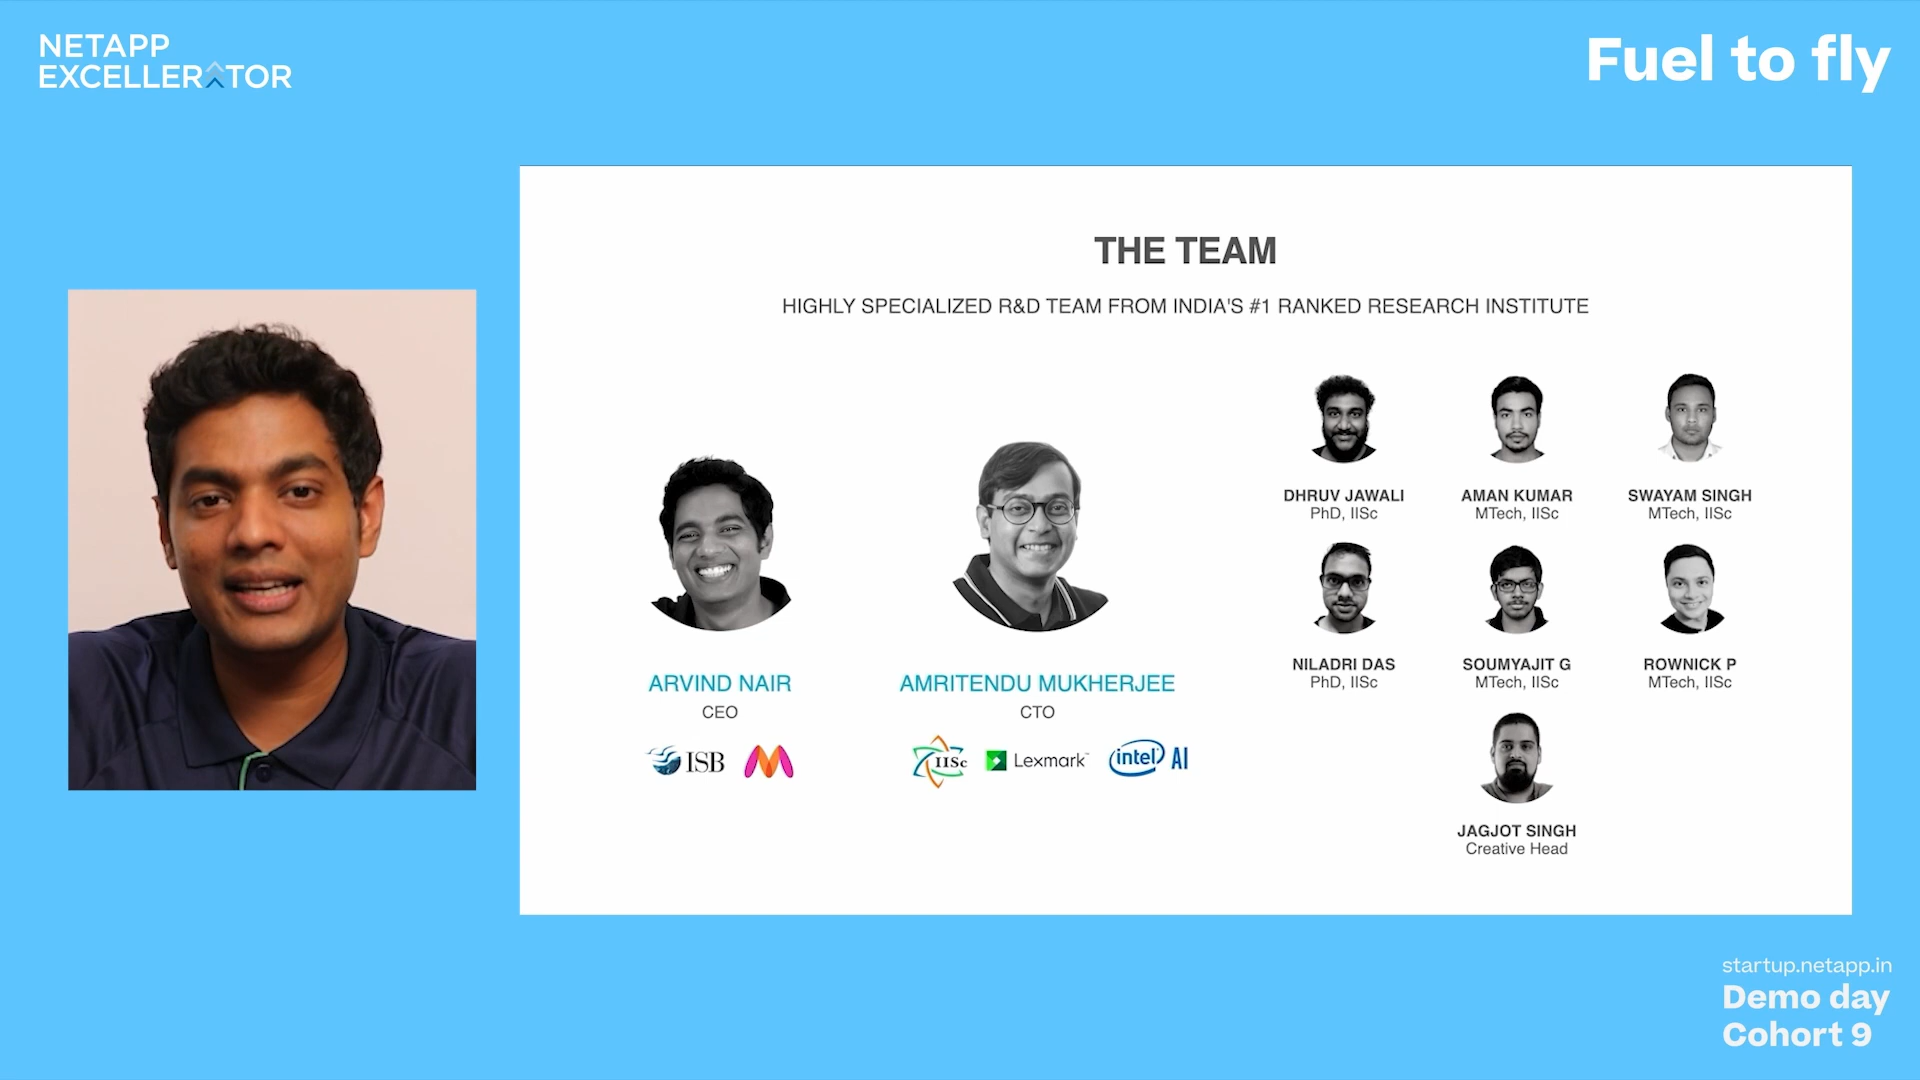 NETAPP
EXCELLERATOR
Fuel to fly
THE TEAM
HIGHLY SPECIALIZED R&D TEAM FROM INDIA'S #1 RANKED RESEARCH INSTITUTE
DHRUV JAWALI
PhD, IISc
AMAN KUMAR
MTech, IISc
SWAYAM SINGH
MTech, IISc
NILADRI DAS
PhD, IISc
SOUMYAJIT G
MTech, IISc
ROWNICK P
MTech, IISc
ARVIND NAIR
CEO
ISB
AMRITENDU MUKHERJEE
CTO
IISc
Lexmark™
intel AI
JAGJOT SINGH
Creative Head
startup.netapp.in
Demo day
Cohort 9